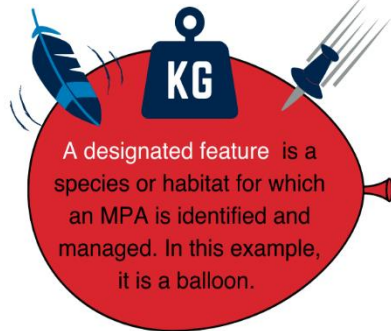 KG
A designated feature is a
species or habitat for which
an MPA is identified and
managed. In this example,
it is a balloon.